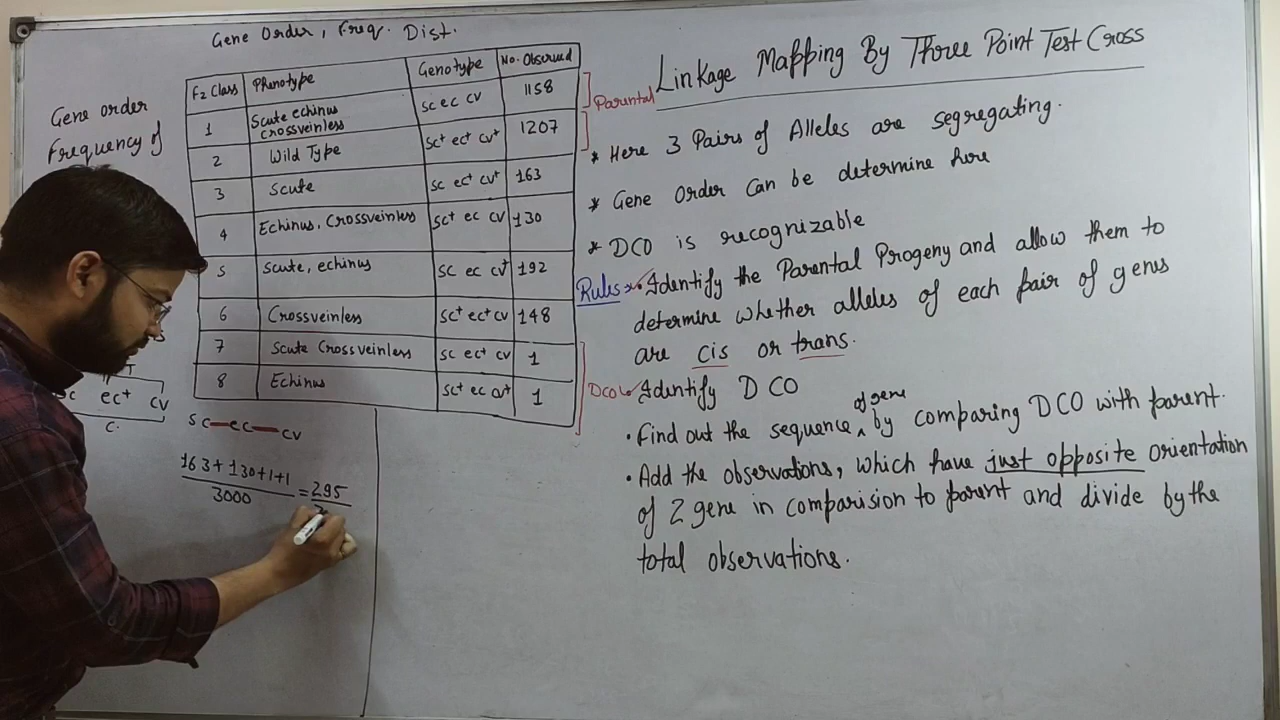 Gene Order, Freq. Dist.
Gene order
Frequency of
F2 Class Phenotype Genotype No. Observed
1 Scute echinus crossveinless sc ec cv 1158
2 Wild Type sc+ ec+ cv+ 1207
3 Scute sc ec+ cv+ 163
4 Echinus, Crossveinless sc+ ec cv 130
5 Scute, echinus sc ec cv+ 192
6 Crossveinless sc+ ec+ cv 148
7 Scute Crossveinless sc ec+ cv 1
8 Echinus sc+ ec cv+ 1
Parental
DCO
ec+ cv
sc-ec-cv
163+130+1+1
3000
= 295
Linkage Mapping By Three Point Test Cross
* Here 3 Pairs of Alleles are segregating.
* Gene Order Can be determine here
* DCO is recognizable
Rules Identify the Parental Progeny and allow them to
determine whether alleles of each pair of genes
are cis or trans.
Identify DCO
• Find out the sequence of gene by comparing DCO with parent.
• Add the observations, which have just opposite orientation
of 2 gene in comparision to parent and divide by the
total observations.